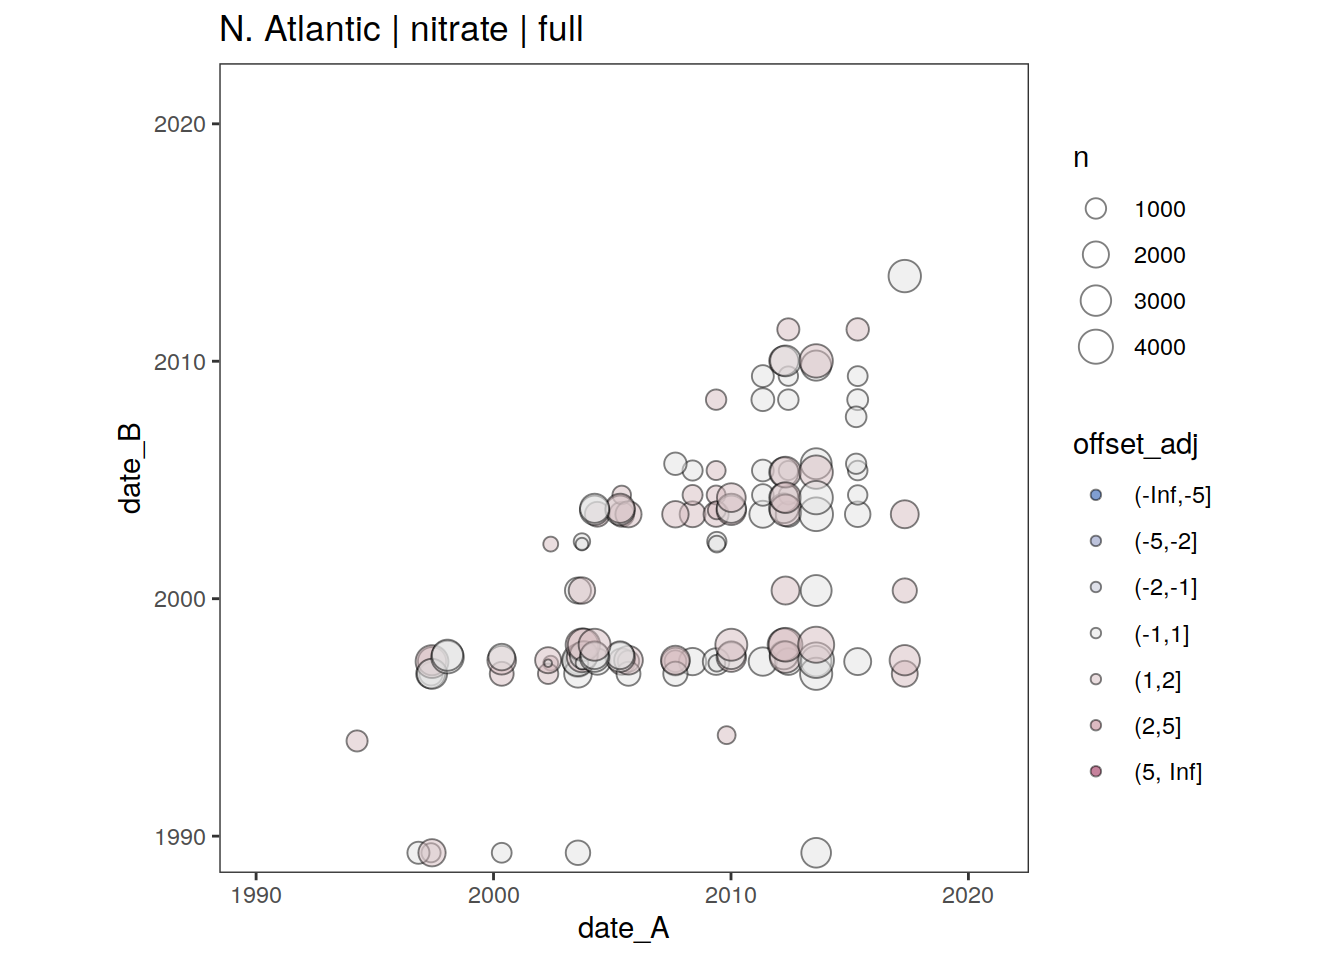 N. Atlantic | nitrate | full
2020
2010
2000
1990
date_B
1990
2000
2010
2020
date_A
n
1000
2000
3000
4000
offset_adj
(-Inf,-5]
(-5,-2]
(-2,-1]
(-1,1]
(1,2]
(2,5]
(5, Inf]